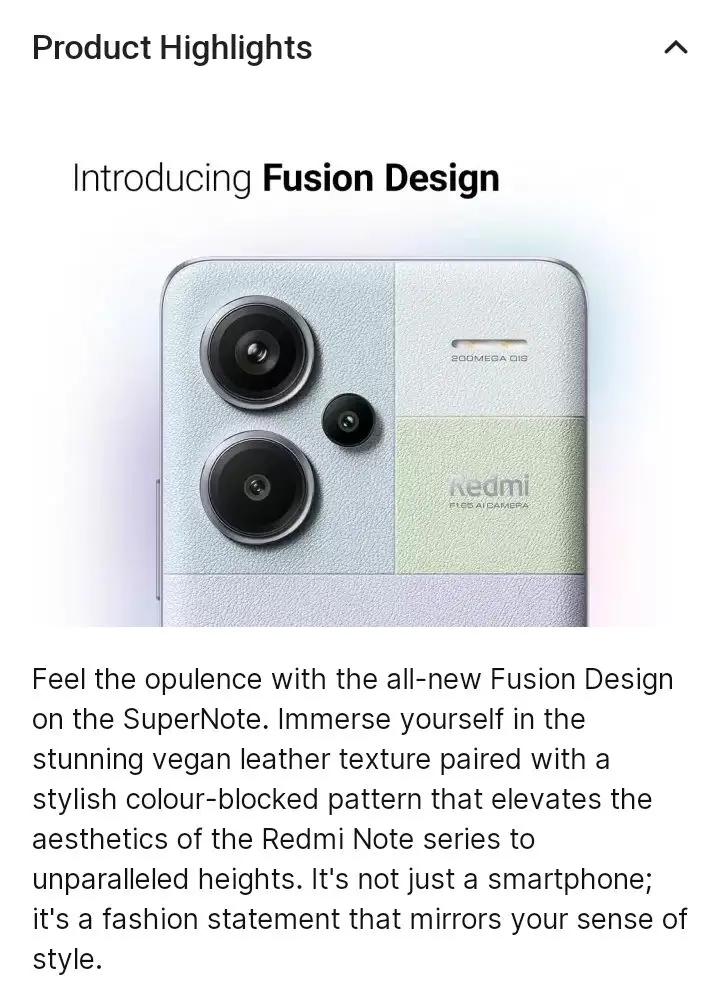 Product Highlights
Introducing Fusion Design
200MEGA OIS
Redmi
F1.65 AI CAMERA
Feel the opulence with the all-new Fusion Design
on the SuperNote. Immerse yourself in the
stunning vegan leather texture paired with a
stylish colour-blocked pattern that elevates the
aesthetics of the Redmi Note series to
unparalleled heights. It's not just a smartphone;
it's a fashion statement that mirrors your sense of
style.